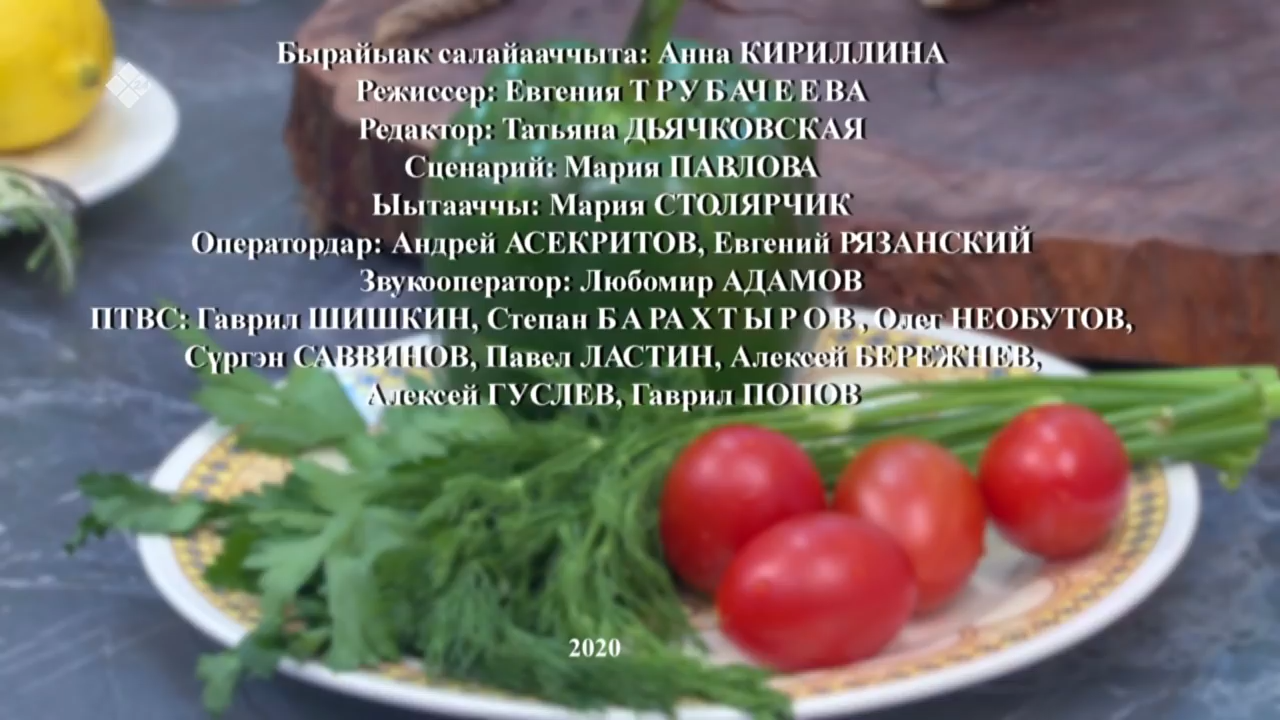 Бырайыак салайааччыта: Анна КИРИЛЛИНА
Режиссер: Евгения ТРУБАЧЕЕВА
Редактор: Татьяна ДЬЯЧКОВСКАЯ
Сценарий: Мария ПАВЛОВА
Ыытааччы: Мария СТОЛЯРЧИК
Оператордар: Андрей АСЕКРИТОВ, Евгений РЯЗАНСКИЙ
Звукооператор: Любомир АДАМОВ
ПТВС: Гаврил ШИШКИН, Степан БАРАХТЫРОВ, Олег НЕОБУТОВ,
Сүргэн САВВИНОВ, Павел ЛАСТИН, Алексей БЕРЕЖНЕВ,
Алексей ГУСЛЕВ, Гаврил ПОПОВ
2020